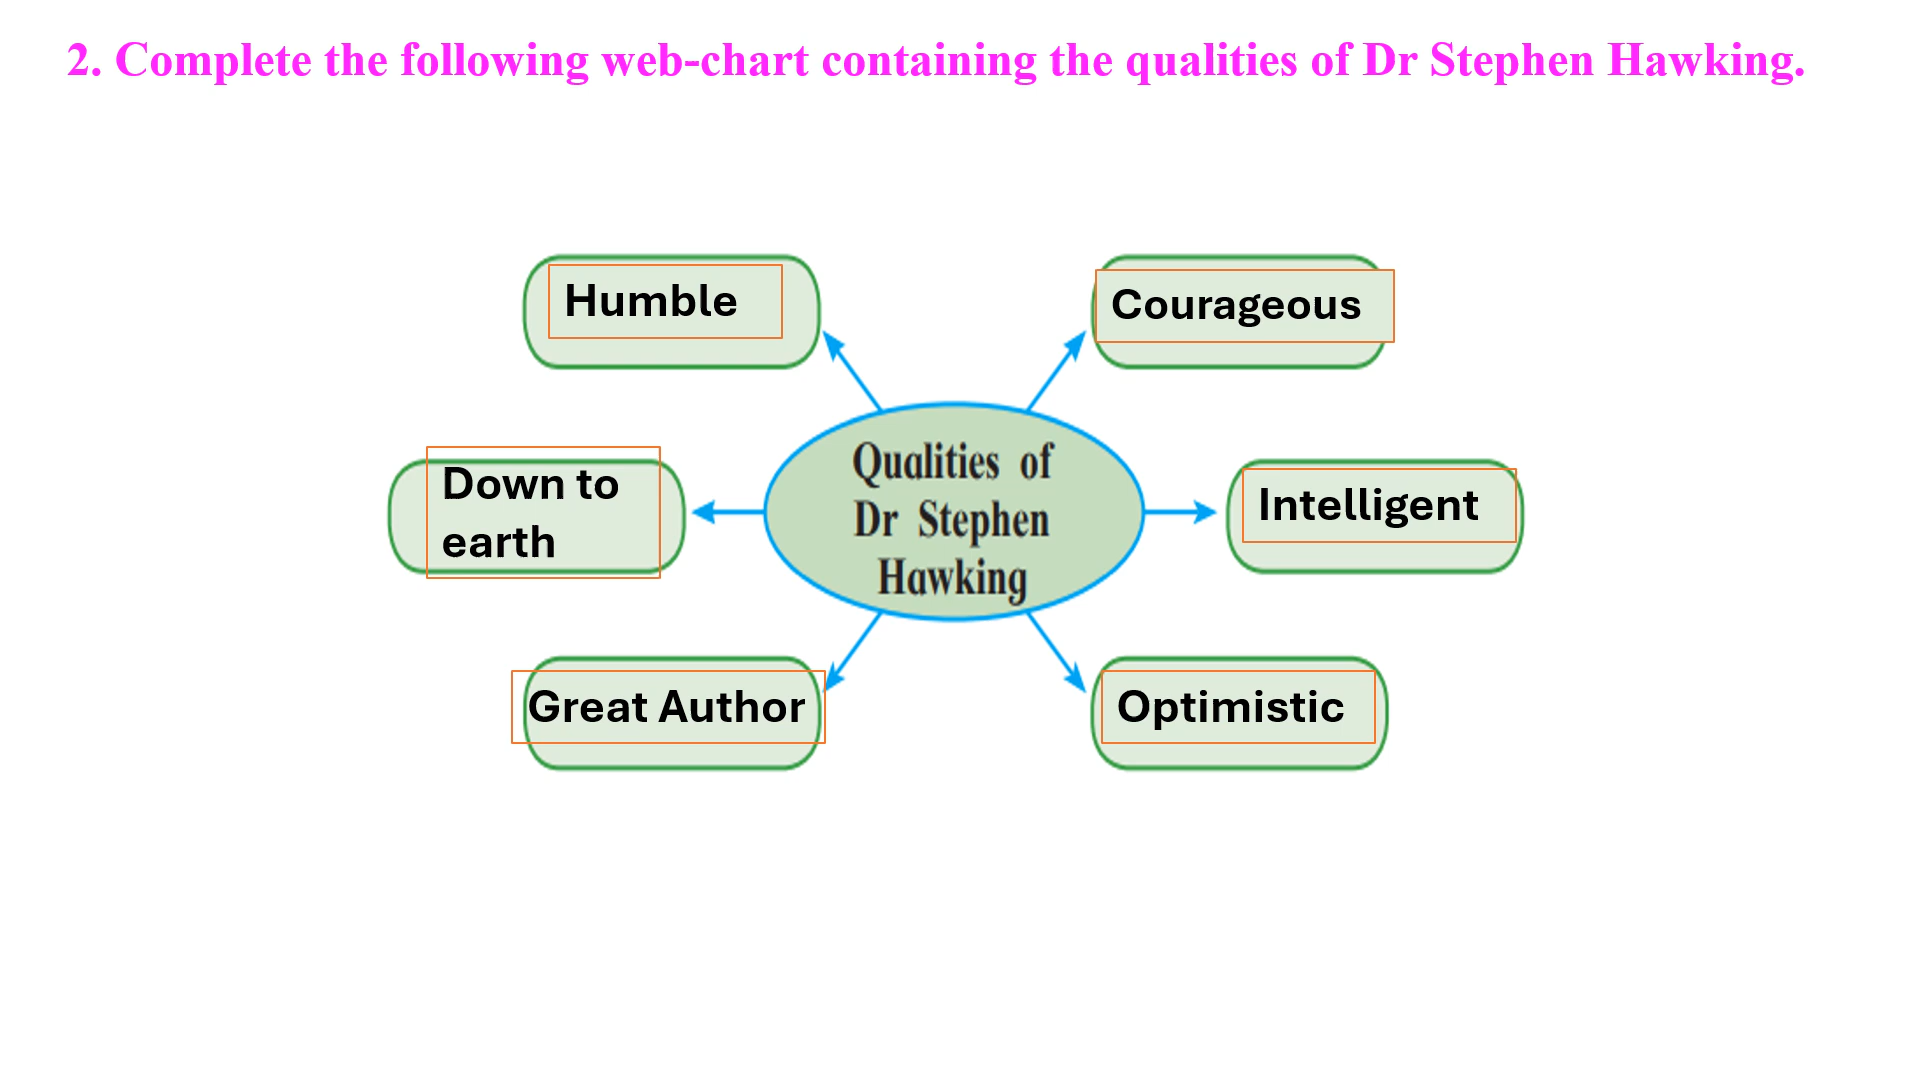 2. Complete the following web-chart containing the qualities of Dr Stephen Hawking.
Humble
Courageous
Down to
earth
Qualities of
Dr Stephen
Hawking
Intelligent
Great Author
Optimistic